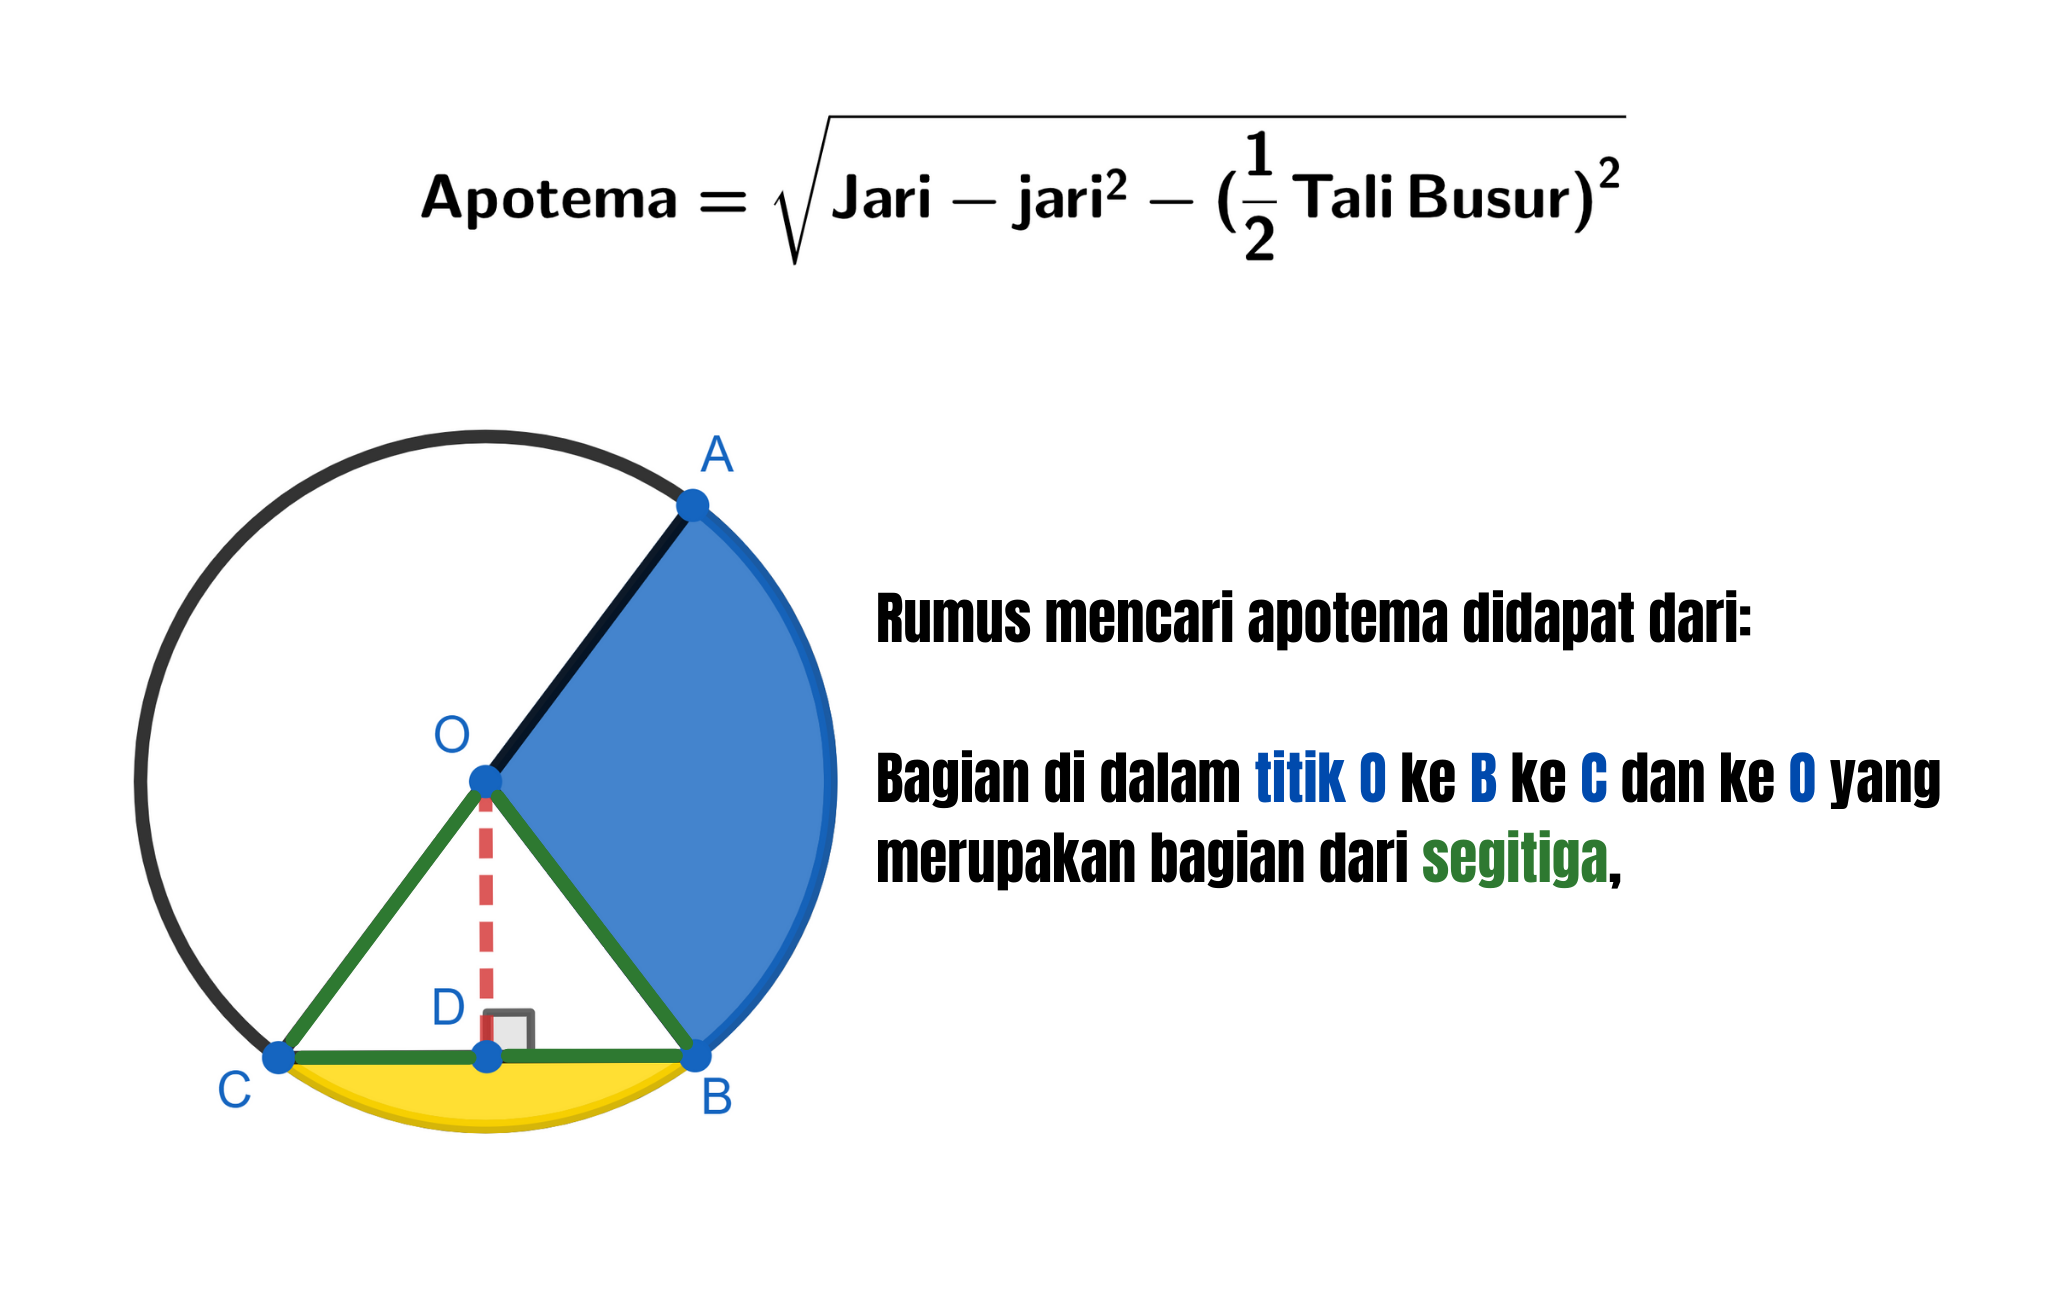 Apotema = √(Jari − jari² − (1/2 Tali Busur)²)
A
O
D
C
B
Rumus mencari apotema didapat dari:
Bagian di dalam titik O ke B ke C dan ke O yang
merupakan bagian dari segitiga,